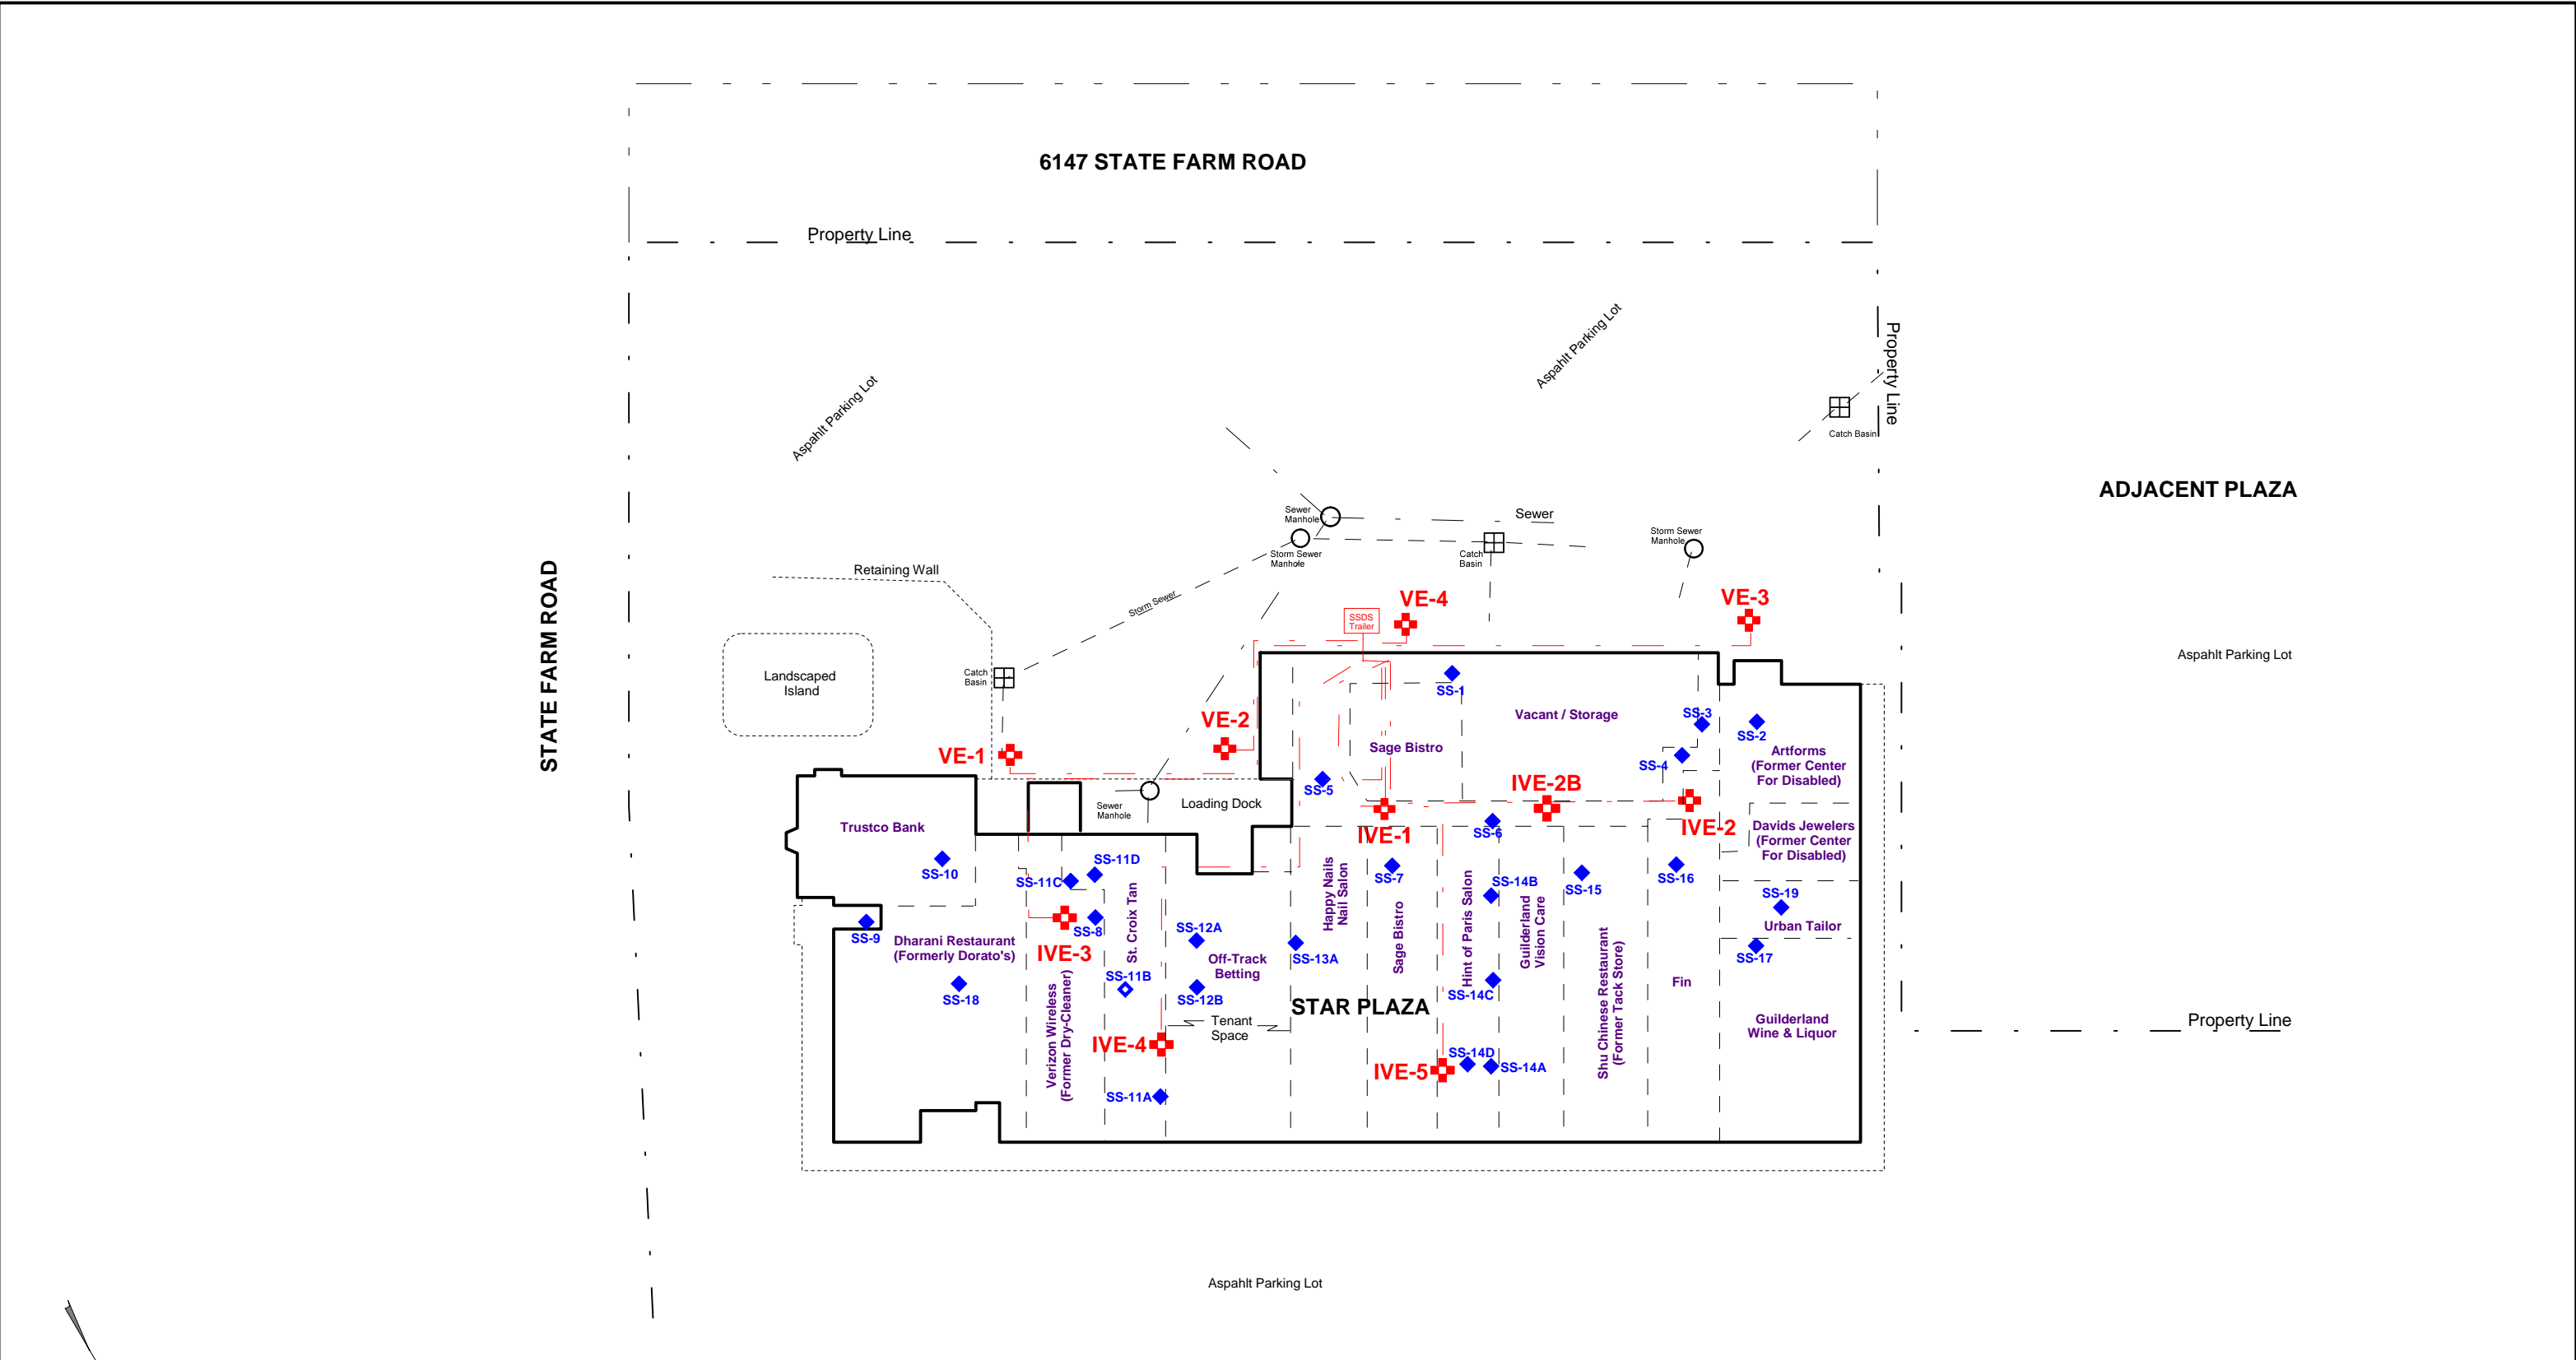 6147 STATE FARM ROAD
Property Line
Aspahlt Parking Lot
Aspahlt Parking Lot
Property Line
Catch Basin
ADJACENT PLAZA
STATE FARM ROAD
Sewer
Manhole
Sewer
Storm Sewer
Manhole
Catch
Basin
Storm Sewer
Manhole
Retaining Wall
Storm Sewer
VE-4
VE-3
SSDS
Trailer
Aspahlt Parking Lot
Landscaped
Island
Catch
Basin
SS-1
VE-2
VE-1
Vacant / Storage
SS-3
SS-2
Sage Bistro
Artforms
(Former Center
For Disabled)
SS-4
SS-5
IVE-2B
Sewer
Manhole
Loading Dock
Trustco Bank
IVE-1
SS-6
IVE-2
Davids Jewelers
(Former Center
For Disabled)
SS-10
SS-11D
SS-11C
SS-7
SS-14B
SS-15
SS-16
SS-19
St. Croix Tan
Happy Nails
Nail Salon
Sage Bistro
Hint of Paris Salon
Guilderland
Vision Care
Urban Tailor
SS-9
SS-8
SS-12A
Dharani Restaurant
(Formerly Dorato's)
IVE-3
Off-Track
Betting
SS-13A
SS-17
SS-11B
SS-18
SS-12B
SS-14C
Fin
Verizon Wireless
(Former Dry-Cleaner)
STAR PLAZA
Shu Chinese Restaurant
(Former Tack Store)
Tenant
Space
Guilderland
Wine & Liquor
Property Line
IVE-4
IVE-5
SS-14D
SS-14A
SS-11A
Aspahlt Parking Lot